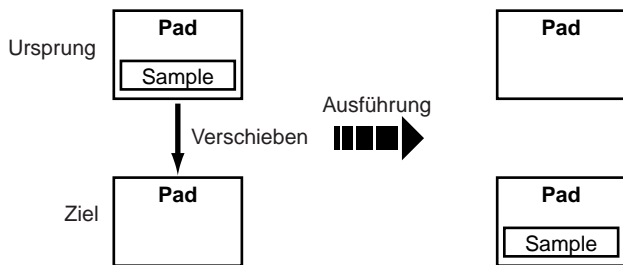 Pad
Ursprung
Sample
Verschieben
Ausführung
Pad
Ziel
Pad
Pad
Sample